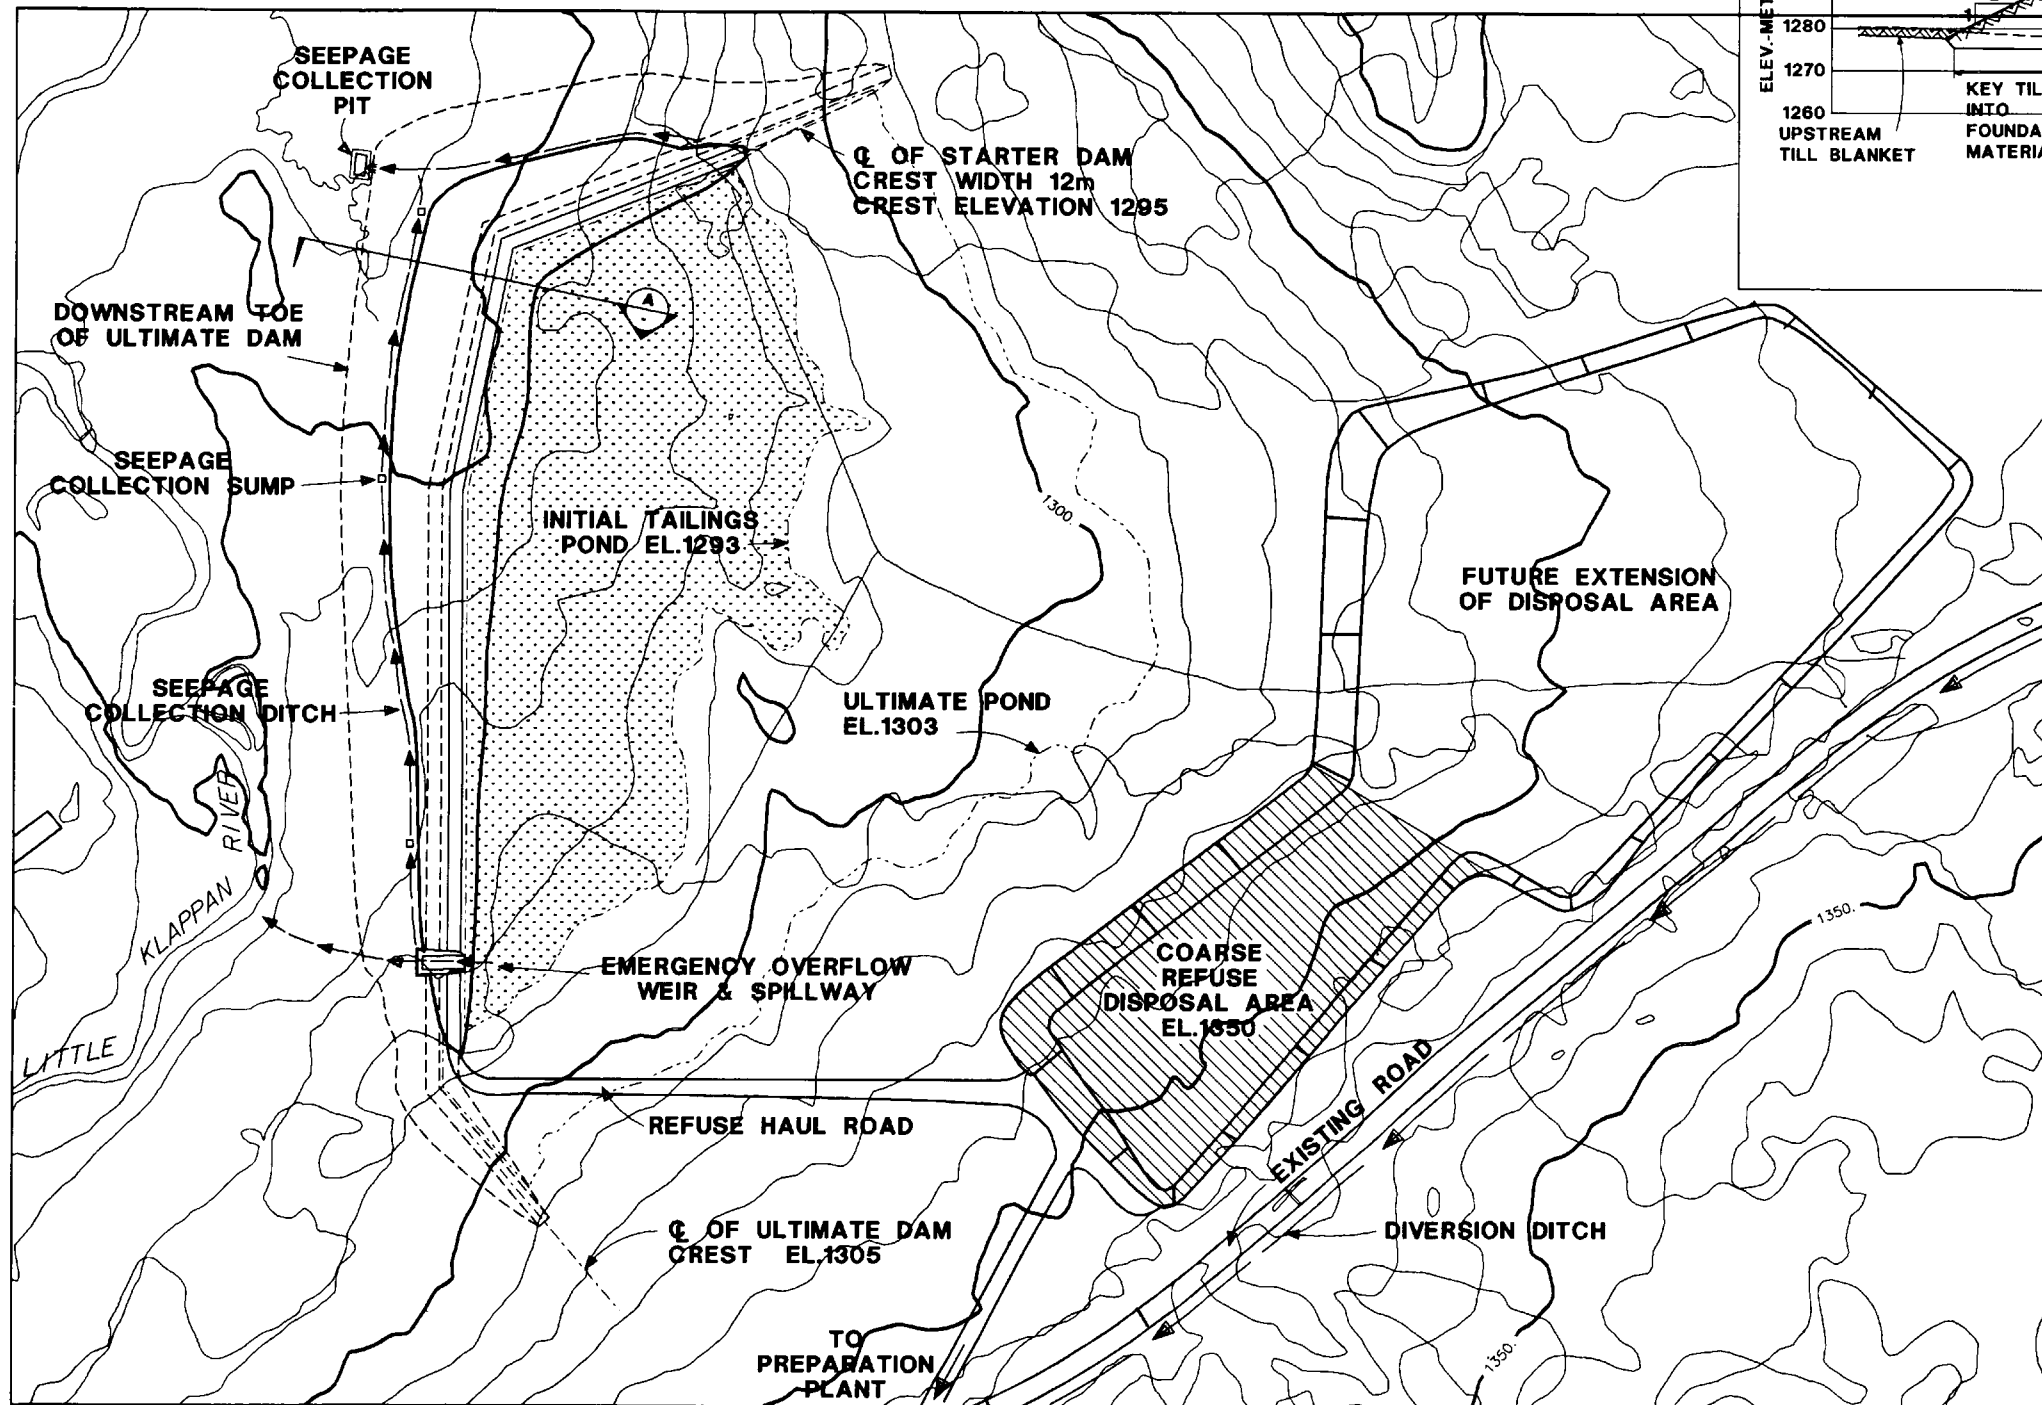 SEEPAGE
COLLECTION
PIT
℄ OF STARTER DAM
CREST WIDTH 12m
CREST ELEVATION 1295
1280
1270
1260
UPSTREAM
TILL BLANKET
INTO
A
DOWNSTREAM TOE
OF ULTIMATE DAM
SEEPAGE
COLLECTION SUMP
INITIAL TAILINGS
POND EL.1293
1300.
FUTURE EXTENSION
OF DISPOSAL AREA
SEEPAGE
COLLECTION DITCH
ULTIMATE POND
EL.1303
LITTLE KLAPPAN RIVER
EMERGENCY OVERFLOW
WEIR & SPILLWAY
COARSE
REFUSE
DISPOSAL AREA
EL.1350
1350.
REFUSE HAUL ROAD
EXISTING ROAD
℄ OF ULTIMATE DAM
CREST EL.1305
DIVERSION DITCH
TO
PREPARATION
PLANT
1350.